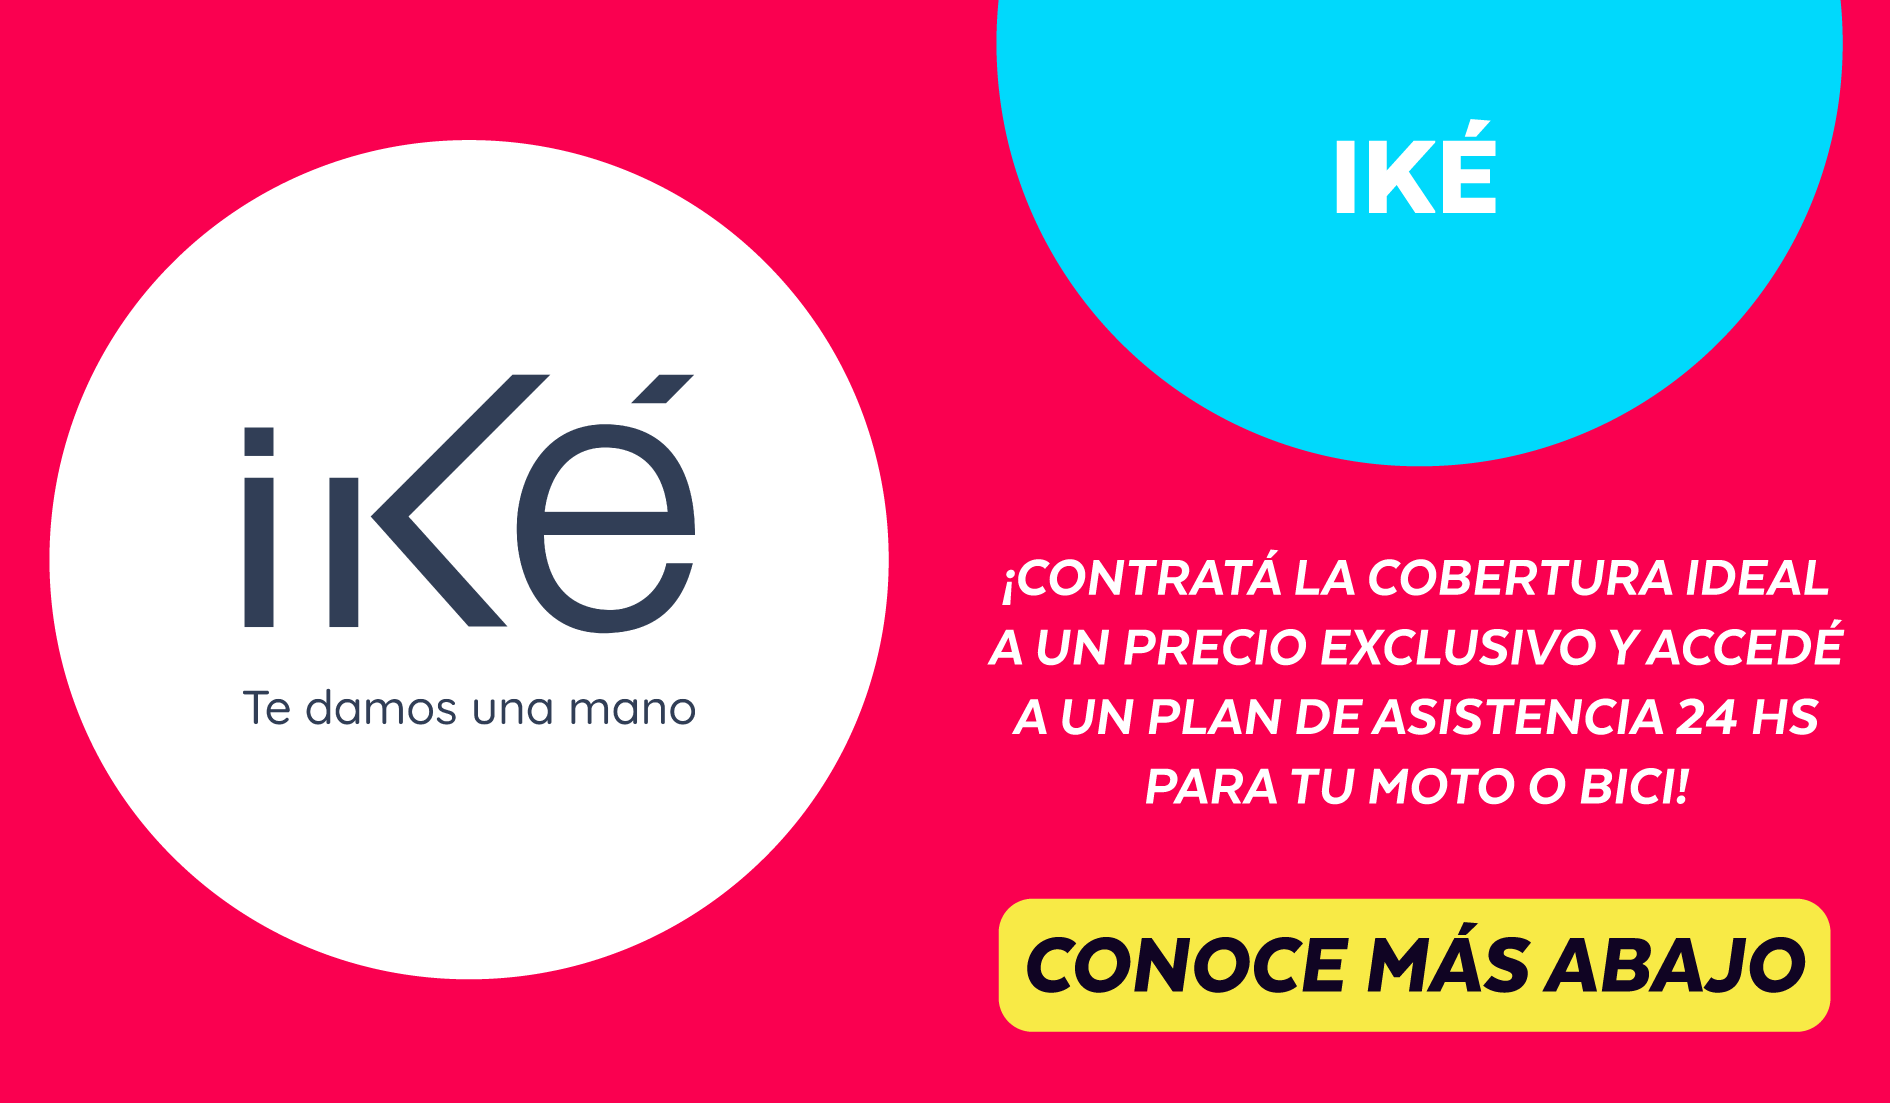 iké
Te damos una mano
IKÉ
¡CONTRATÁ LA COBERTURA IDEAL
A UN PRECIO EXCLUSIVO Y ACCEDÉ
A UN PLAN DE ASISTENCIA 24 HS
PARA TU MOTO O BICI!
CONOCE MÁS ABAJO